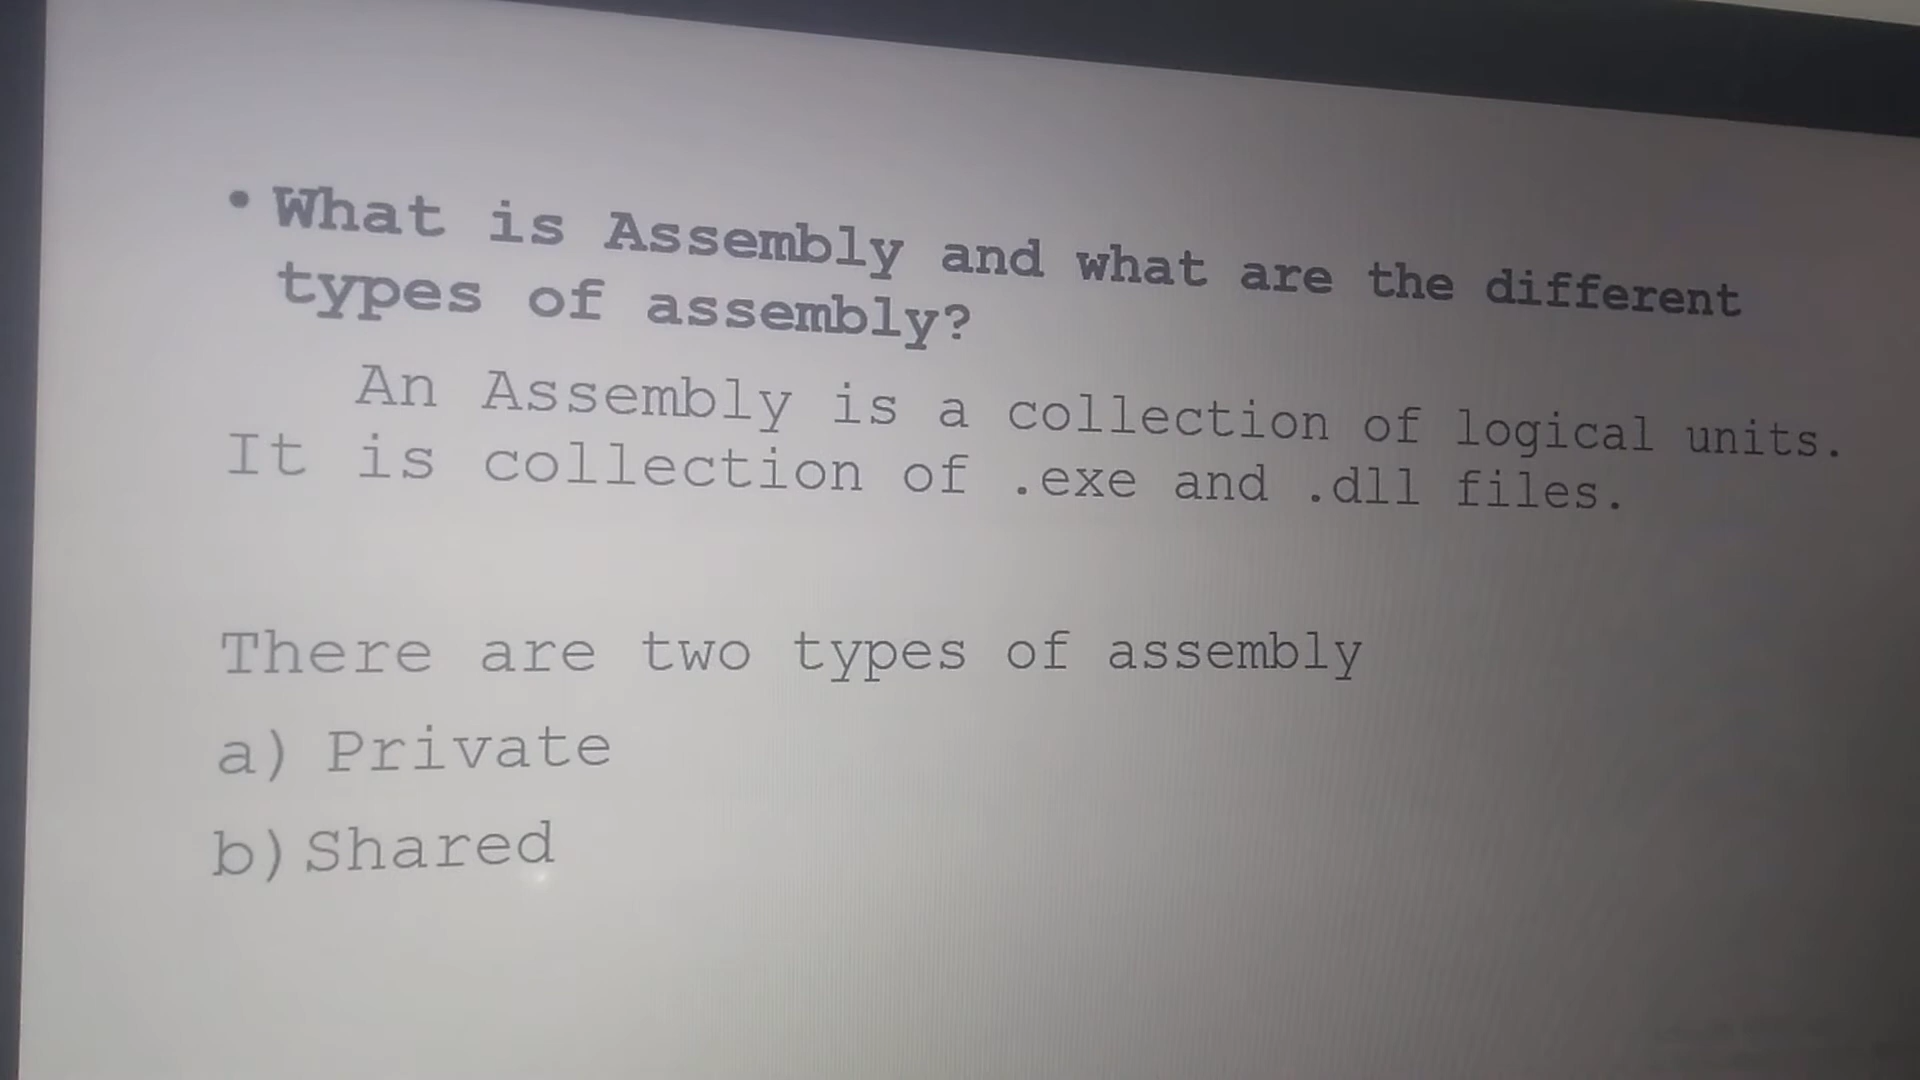 • What is Assembly and what are the different
types of assembly?
An Assembly is a collection of logical units.
It is collection of .exe and .dll files.
There are two types of assembly
a) Private
b) Shared